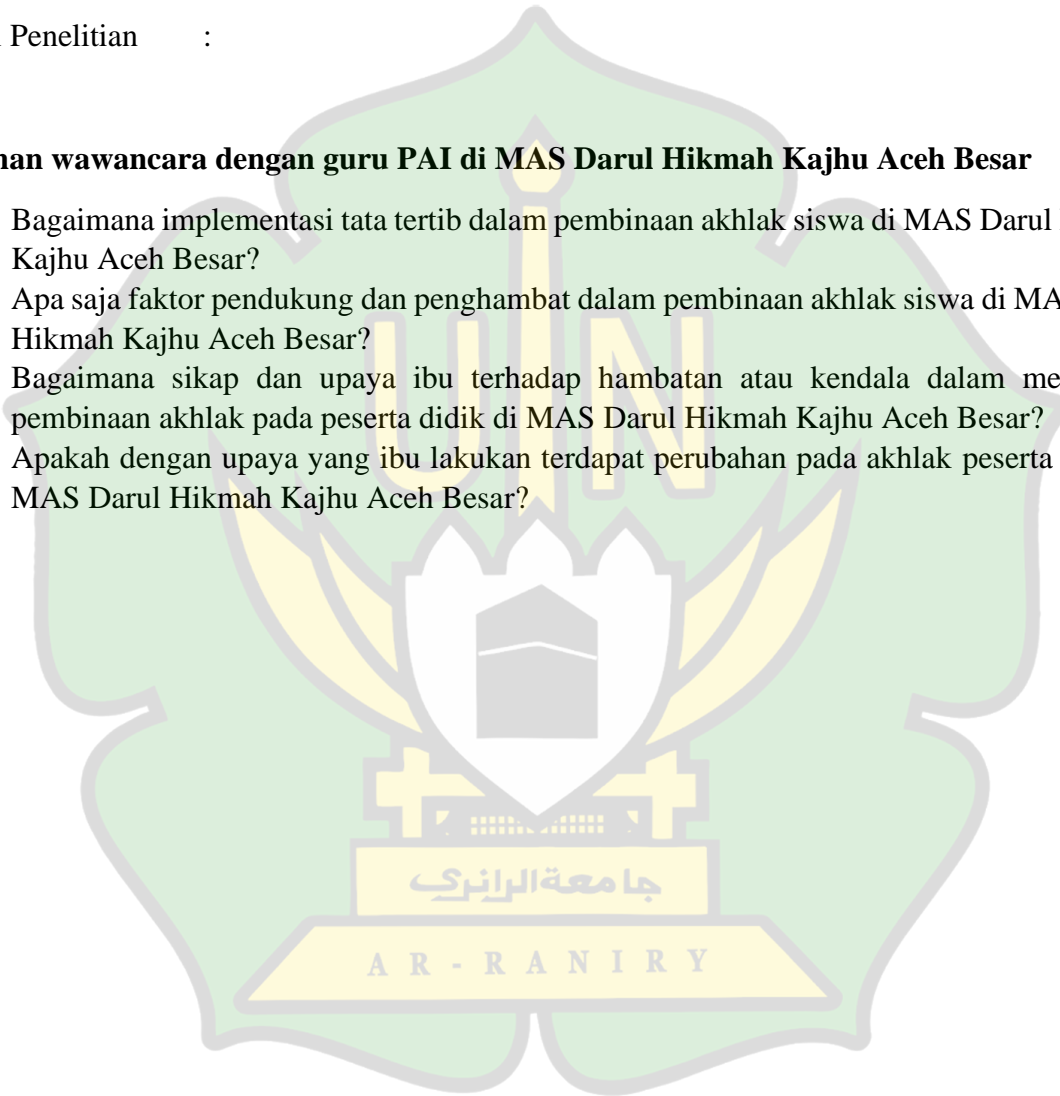 Penelitian :
wawancara dengan guru PAI di MAS Darul Hikmah Kajhu Aceh Besar
Bagaimana implementasi tata tertib dalam pembinaan akhlak siswa di MAS Darul
Kajhu Aceh Besar?
Apa saja faktor pendukung dan penghambat dalam pembinaan akhlak siswa di
Hikmah Kajhu Aceh Besar?
Bagaimana sikap dan upaya ibu terhadap hambatan atau kendala dalam
pembinaan akhlak pada peserta didik di MAS Darul Hikmah Kajhu Aceh Besar?
Apakah dengan upaya yang ibu lakukan terdapat perubahan pada akhlak peserta
MAS Darul Hikmah Kajhu Aceh Besar?
UIN
جامعة الرانري
AR-RANIRY